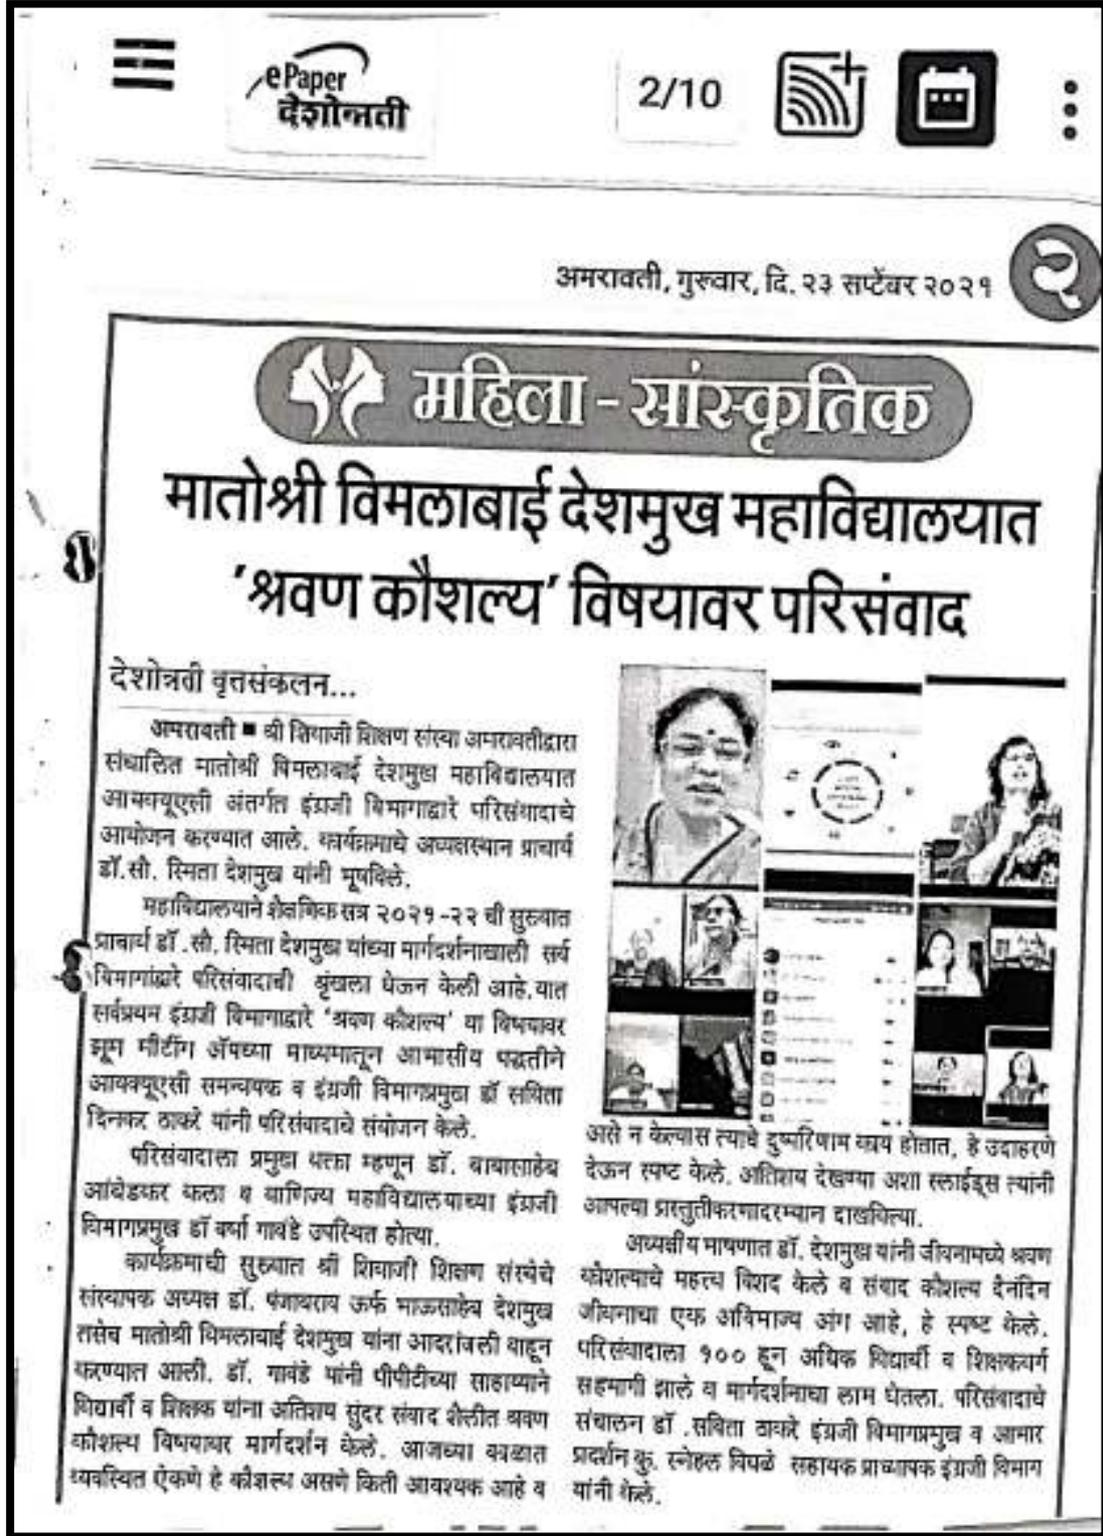 ePaper
देशोन्नती
2/10
अमरावती, गुरुवार, दि. २३ सप्टेंबर २०२१
२
महिला - सांस्कृतिक
मातोश्री विमलाबाई देशमुख महाविद्यालयात
'श्रवण कौशल्य' विषयावर परिसंवाद
देशोन्नती वृत्तसंकलन...
अमरावती ■ श्री शिवाजी शिक्षण संस्था अमरावतीद्वारा
संचालित मातोश्री विमलाबाई देशमुख महाविद्यालयात
आयक्यूएसी अंतर्गत इंग्रजी विभागाद्वारे परिसंवादाचे
आयोजन करण्यात आले. कार्यक्रमाचे अध्यक्षस्थान प्राचार्य
डॉ.सौ. स्मिता देशमुख यांनी भूषविले.
महाविद्यालयाने शैक्षणिक सत्र २०२१-२२ ची सुरुवात
प्राचार्य डॉ .सौ. स्मिता देशमुख यांच्या मार्गदर्शनाखाली सर्व
विभागांद्वारे परिसंवादाची श्रृंखला घेऊन केली आहे.यात
सर्वप्रथम इंग्रजी विभागाद्वारे 'श्रवण कौशल्य' या विषयावर
झूम मीटींग ॲपच्या माध्यमातून आभासीय पद्धतीने
आयक्यूएसी समन्वयक व इंग्रजी विभागप्रमुख डॉ सविता
दिनकर ठाकरे यांनी परिसंवादाचे संयोजन केले.
परिसंवादाला प्रमुख वक्ता म्हणून डॉ. बाबासाहेब
आंबेडकर कला व वाणिज्य महाविद्यालयाच्या इंग्रजी
विभागप्रमुख डॉ वर्षा गावंडे उपस्थित होत्या.
कार्यक्रमाची सुरुवात श्री शिवाजी शिक्षण संस्थेचे
संस्थापक अध्यक्ष डॉ. पंजाबराव ऊर्फ भाऊसाहेब देशमुख
तसेच मातोश्री विमलाबाई देशमुख यांना आदरांजली वाहून
करण्यात आली. डॉ. गावंडे यांनी पीपीटीच्या साहाय्याने
विद्यार्थी व शिक्षक यांना अतिशय सुंदर संवाद शैलीत श्रवण
कौशल्य विषयावर मार्गदर्शन केले. आजच्या काळात
व्यवस्थित ऐकणे हे कौशल्य असणे किती आवश्यक आहे व
असे न केल्यास त्याचे दुष्परिणाम काय होतात, हे उदाहरणे
देऊन स्पष्ट केले. अतिशय देखण्या अशा स्लाईड्स त्यांनी
आपल्या प्रस्तुतीकरणादरम्यान दाखविल्या.
अध्यक्षीय भाषणात डॉ. देशमुख यांनी जीवनामध्ये श्रवण
कौशल्याचे महत्व विशद केले व संवाद कौशल्य दैनंदिन
जीवनाचा एक अविभाज्य अंग आहे, हे स्पष्ट केले.
परिसंवादाला १०० हून अधिक विद्यार्थी व शिक्षकवर्ग
सहभागी झाले व मार्गदर्शनाचा लाभ घेतला. परिसंवादाचे
संचालन डॉ .सविता ठाकरे इंग्रजी विभागप्रमुख व आभार
प्रदर्शन कु. स्नेहल विघळे सहायक प्राध्यापक इंग्रजी विभाग
यांनी केले.